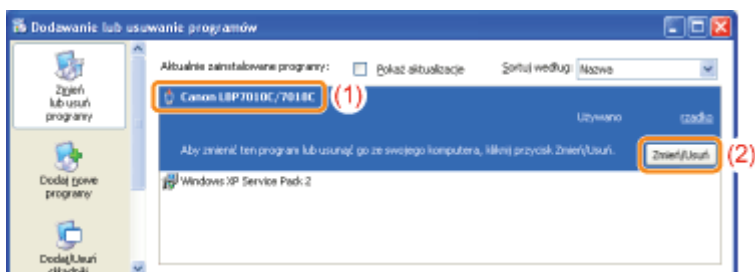 Dodawanie lub usuwanie programów
Zmień
lub usuń
programy
Aktualnie zainstalowane programy:
Pokaż aktualizacje
Sortuj według:
Nazwa
Canon LBP7010C/7018C
(1)
Używano
rzadko
Aby zmienić ten program lub usunąć go ze swojego komputera, kliknij przycisk Zmień/Usuń.
Zmień/Usuń
(2)
Windows XP Service Pack 2
Dodaj nowe
programy
Dodaj/Usuń
składniki